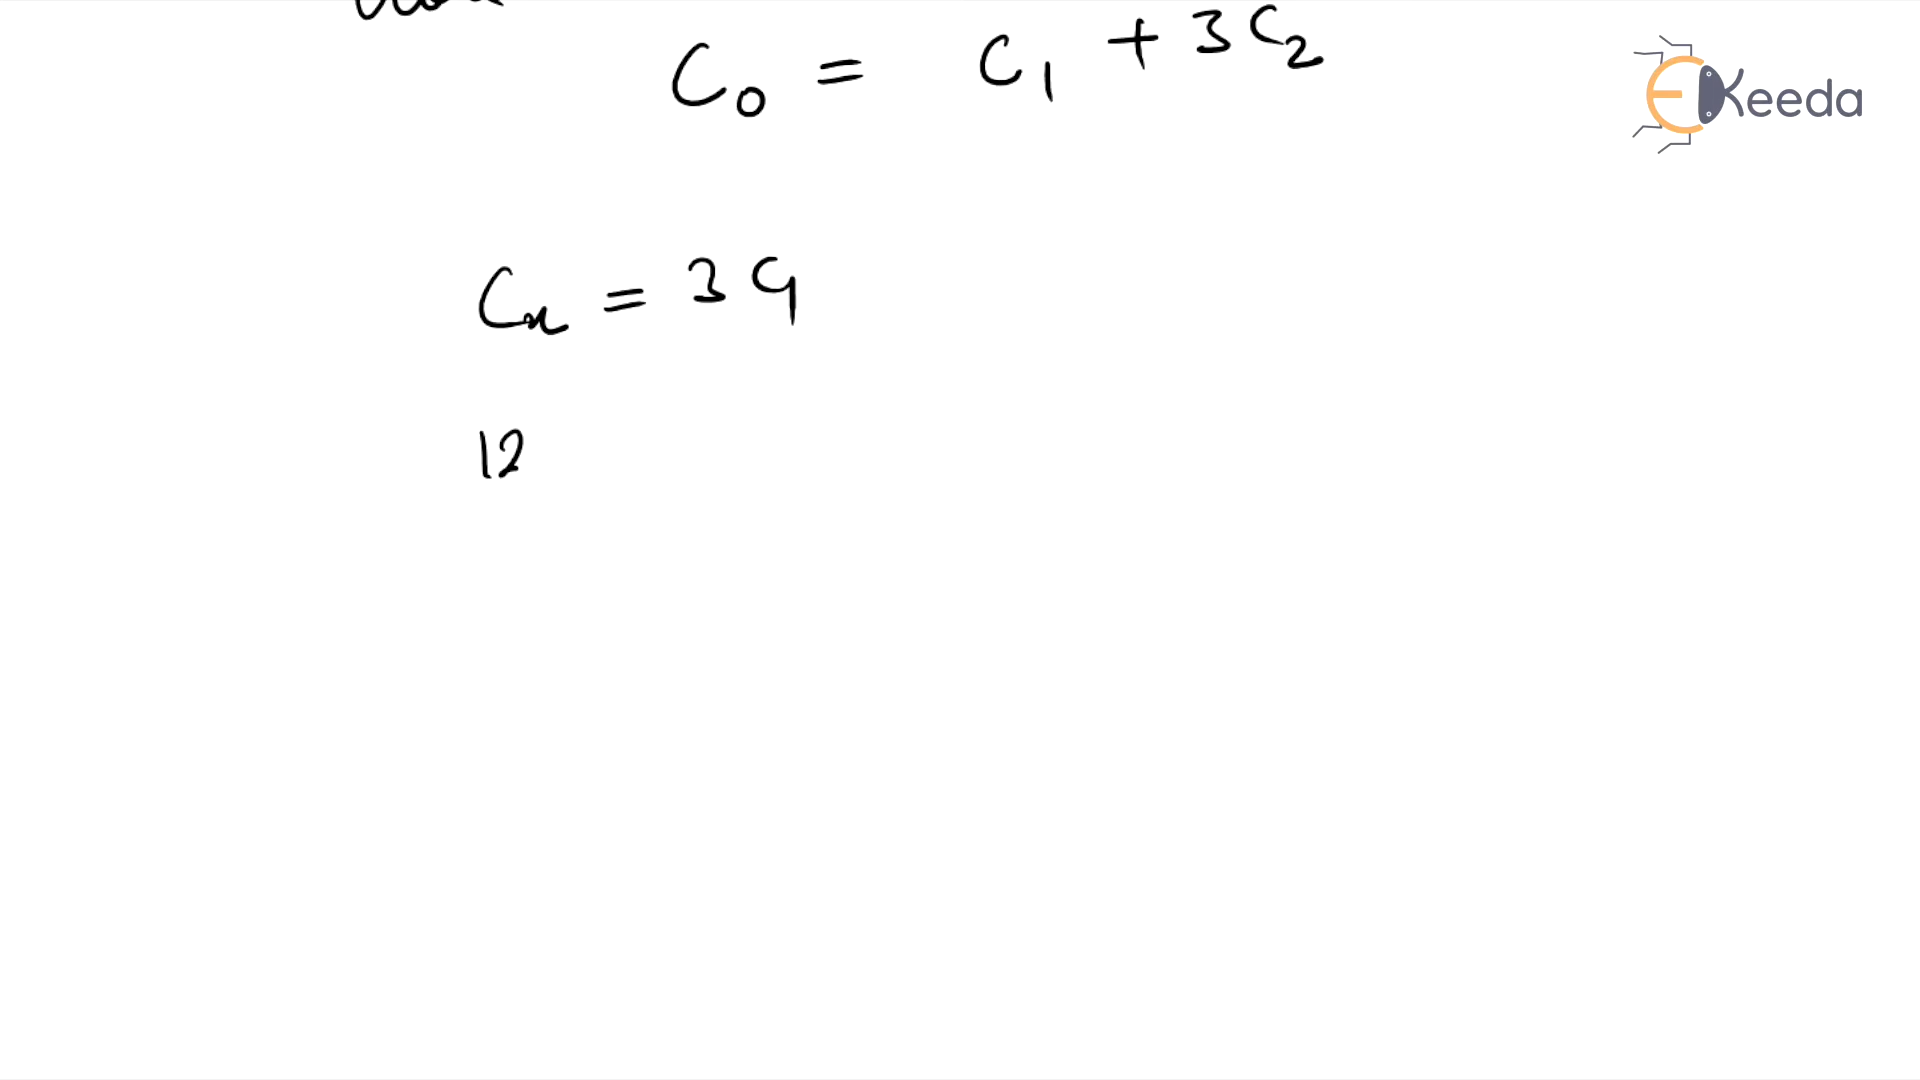 C₀ = C₁ + 3C₂
EKeeda
Cₓ = 3C₁
12